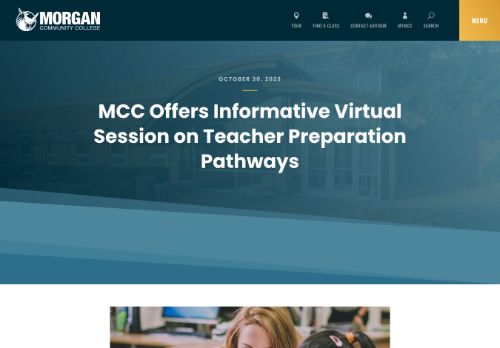 MORGAN
COMMUNITY COLLEGE
TOUR
FIND A CLASS
CONTACT ADVISOR
MYMCC
SEARCH
MENU
OCTOBER 30, 2023
MCC Offers Informative Virtual
Session on Teacher Preparation
Pathways